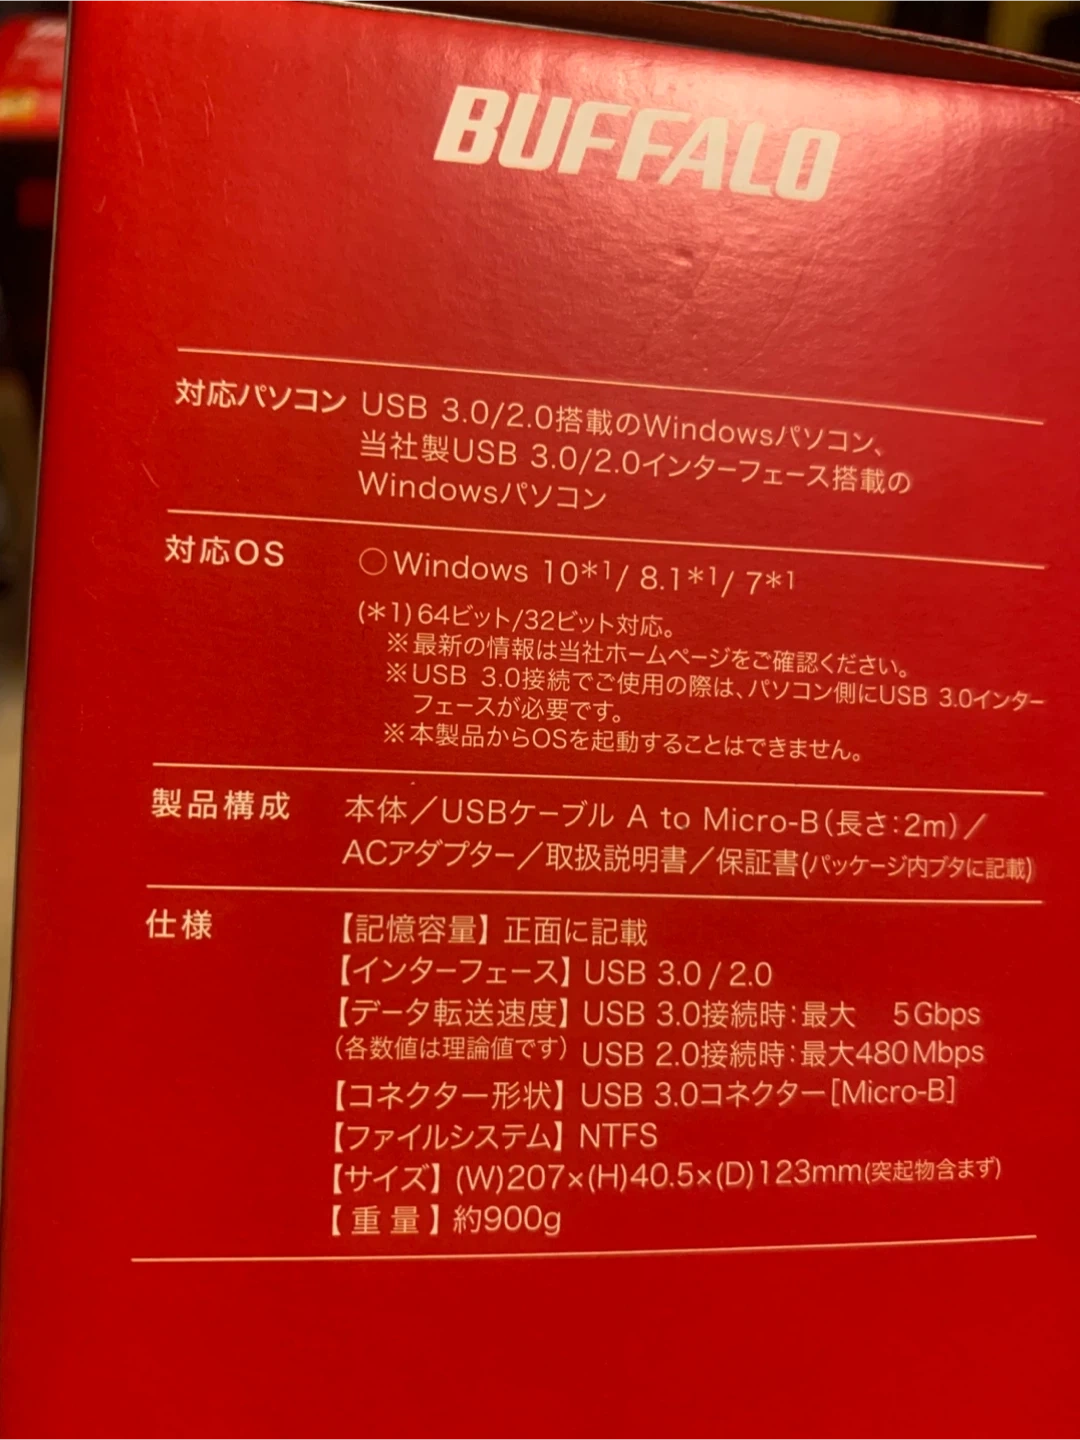 BUFFALO
対応パソコン USB 3.0/2.0搭載のWindowsパソコン、
当社製USB 3.0/2.0インターフェース搭載の
Windowsパソコン
対応OS ○Windows 10*1/ 8.1*1/ 7*1
(*1)64ビット/32ビット対応。
※最新の情報は当社ホームページをご確認ください。
※USB 3.0接続でご使用の際は、パソコン側にUSB 3.0インター
フェースが必要です。
※本製品からOSを起動することはできません。
製品構成 本体／USBケーブル A to Micro-B(長さ:2m)／
ACアダプター／取扱説明書／保証書(パッケージ内ブタに記載)
仕様 【記憶容量】正面に記載
【インターフェース】USB 3.0 / 2.0
【データ転送速度】USB 3.0接続時:最大 5Gbps
(各数値は理論値です) USB 2.0接続時:最大480Mbps
【コネクター形状】USB 3.0コネクター[Micro-B]
【ファイルシステム】NTFS
【サイズ】(W)207×(H)40.5×(D)123mm(突起物含まず)
【重量】約900g